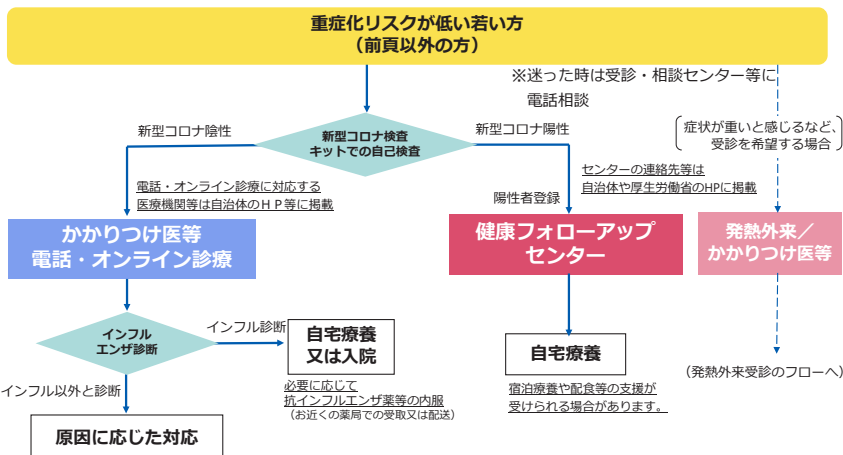 重症化リスクが低い若い方
(前頁以外の方)
※迷った時は受診・相談センター等に
電話相談
症状が重いと感じるなど、
受診を希望する場合
新型コロナ陰性
新型コロナ検査
キットでの自己検査
新型コロナ陽性
電話・オンライン診療に対応する
医療機関等は自治体のHP等に掲載
センターの連絡先等は
自治体や厚生労働省のHPに掲載
陽性者登録
かかりつけ医等
電話・オンライン診療
健康フォローアップ
センター
発熱外来/
かかりつけ医等
インフル
エンザ診断
インフル診断
自宅療養
又は入院
自宅療養
(発熱外来受診のフローへ)
インフル以外と診断
必要に応じて
抗インフルエンザ薬等の内服
(お近くの薬局での受取又は配送)
宿泊療養や配食等の支援が
受けられる場合があります。
原因に応じた対応